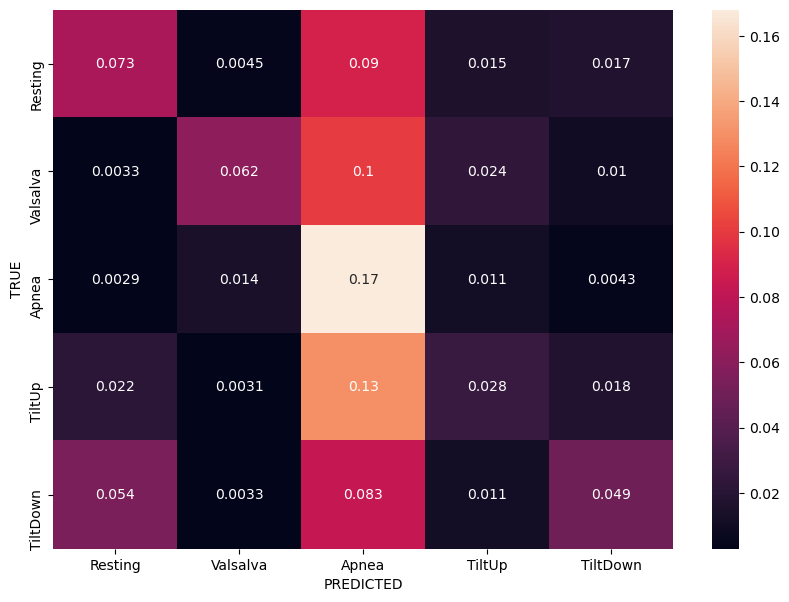 Resting 0.073 0.0045 0.09 0.015 0.017
Valsalva 0.0033 0.062 0.1 0.024 0.01
Apnea 0.0029 0.014 0.17 0.011 0.0043
TiltUp 0.022 0.0031 0.13 0.028 0.018
TiltDown 0.054 0.0033 0.083 0.011 0.049
TRUE
Resting Valsalva Apnea TiltUp TiltDown
PREDICTED
0.16
0.14
0.12
0.10
0.08
0.06
0.04
0.02